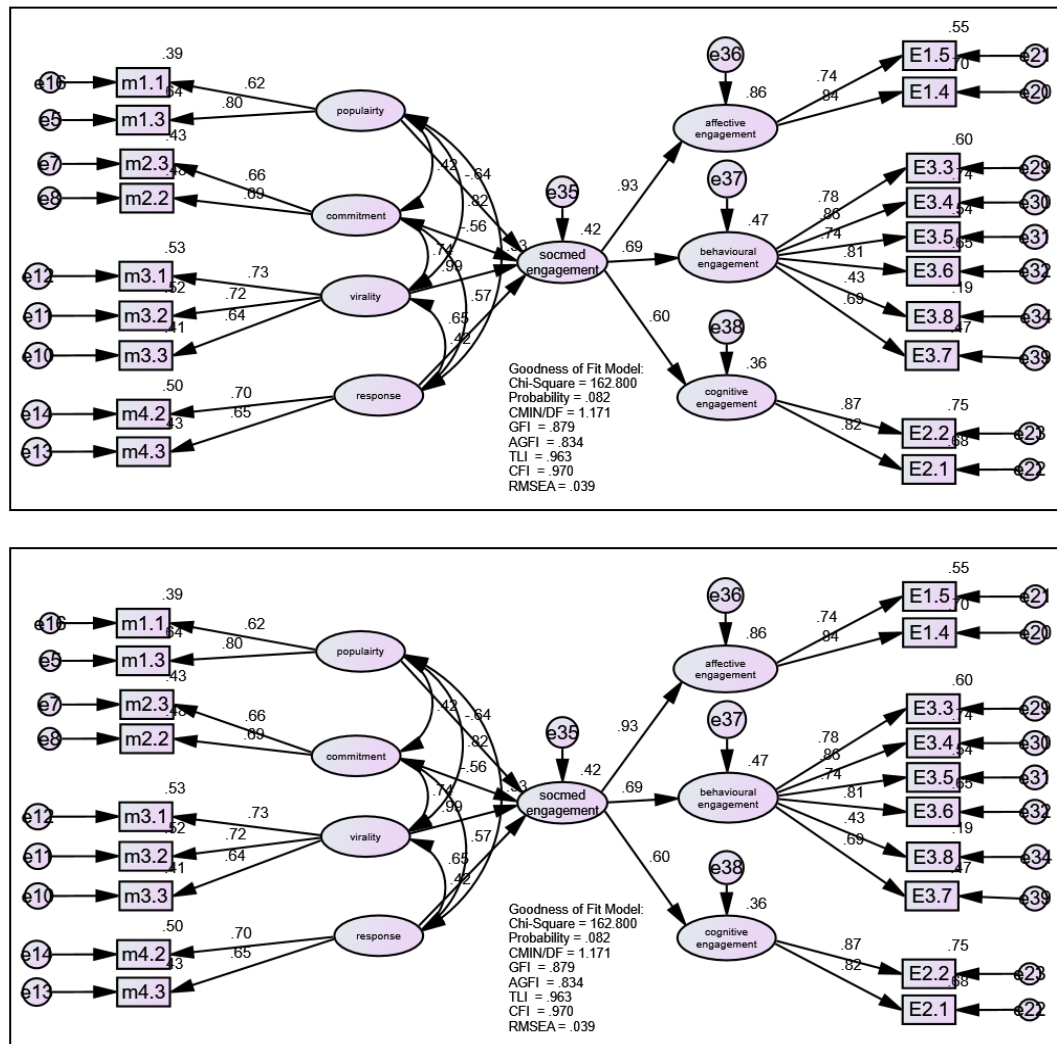 .39
e16
m1.1
.62
.64
e5
m1.3
.80
populairty
.43
e7
m2.3
.66
.48
e8
m2.2
.69
commitment
.53
e12
m3.1
.73
.52
e11
m3.2
.72
virality
.41
e10
m3.3
.64
.50
e14
m4.2
.70
response
.43
e13
m4.3
.65
.42
-.64
.82
-.56
.74
.99
.33
.57
.65
.42
e35
.42
socmed
engagement
.93
.69
.60
e36
.86
affective
engagement
e37
.47
behavioural
engagement
e38
.36
cognitive
engagement
.55
.74
E1.5
e21
.70
.84
E1.4
e20
.60
.78
E3.3
e29
.74
.86
E3.4
e30
.54
.74
E3.5
e31
.65
.81
E3.6
e32
.19
.43
E3.8
e34
.47
.69
E3.7
e39
.87
.75
E2.2
e23
.82
.68
E2.1
e22
Goodness of Fit Model:
Chi-Square = 162.800
Probability = .082
CMIN/DF = 1.171
GFI = .879
AGFI = .834
TLI = .963
CFI = .970
RMSEA = .039
.39
e16
m1.1
.62
.64
e5
m1.3
.80
populairty
.43
e7
m2.3
.66
.48
e8
m2.2
.69
commitment
.53
e12
m3.1
.73
.52
e11
m3.2
.72
virality
.41
e10
m3.3
.64
.50
e14
m4.2
.70
response
.43
e13
m4.3
.65
.42
-.64
.82
-.56
.74
.99
.33
.57
.65
.42
e35
.42
socmed
engagement
.93
.69
.60
e36
.86
affective
engagement
e37
.47
behavioural
engagement
e38
.36
cognitive
engagement
.55
.74
E1.5
e21
.70
.84
E1.4
e20
.60
.78
E3.3
e29
.74
.86
E3.4
e30
.54
.74
E3.5
e31
.65
.81
E3.6
e32
.19
.43
E3.8
e34
.47
.69
E3.7
e39
.87
.75
E2.2
e23
.82
.68
E2.1
e22
Goodness of Fit Model:
Chi-Square = 162.800
Probability = .082
CMIN/DF = 1.171
GFI = .879
AGFI = .834
TLI = .963
CFI = .970
RMSEA = .039